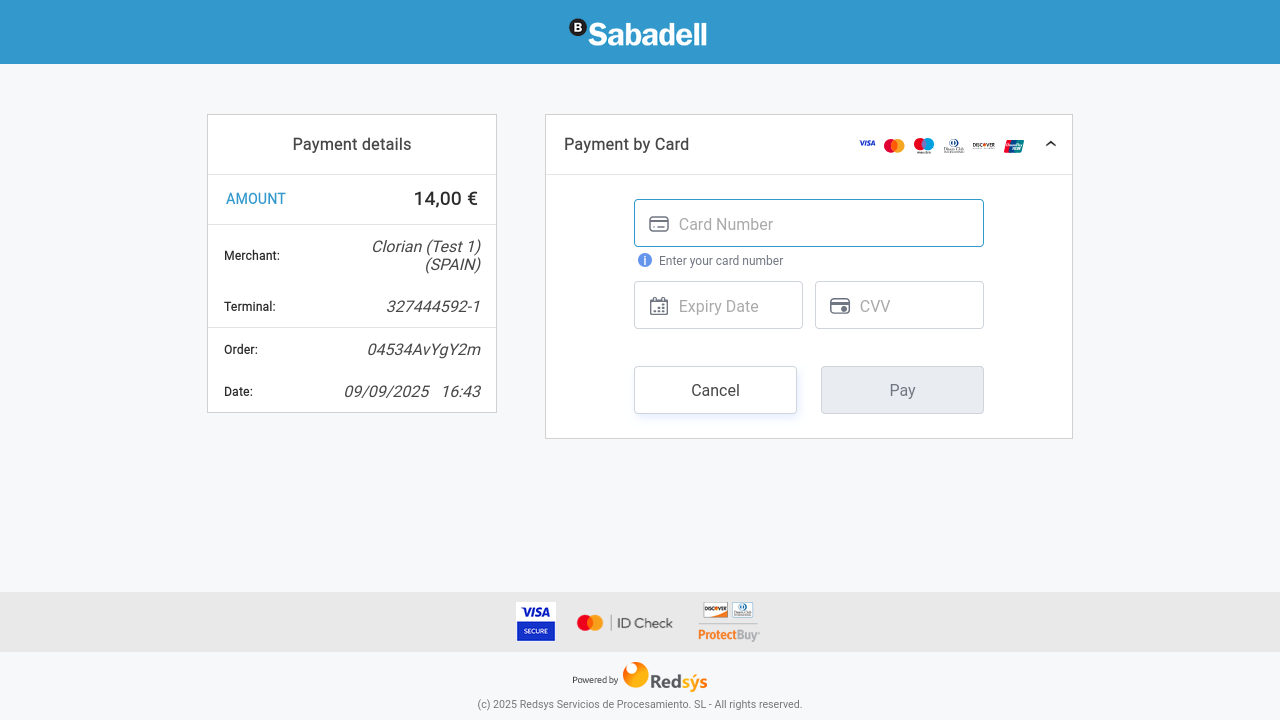 B Sabadell
Payment details
AMOUNT 14,00 €
Merchant: Clorian (Test 1)
(SPAIN)
Terminal: 327444592-1
Order: 04534AvYgY2m
Date: 09/09/2025 16:43
Payment by Card
VISA
DISCOVER
Card Number
Enter your card number
Expiry Date
CVV
Cancel
Pay
VISA
SECURE
ID Check
DISCOVER
ProtectBuy
Powered by Redsýs
(c) 2025 Redsys Servicios de Procesamiento. SL - All rights reserved.